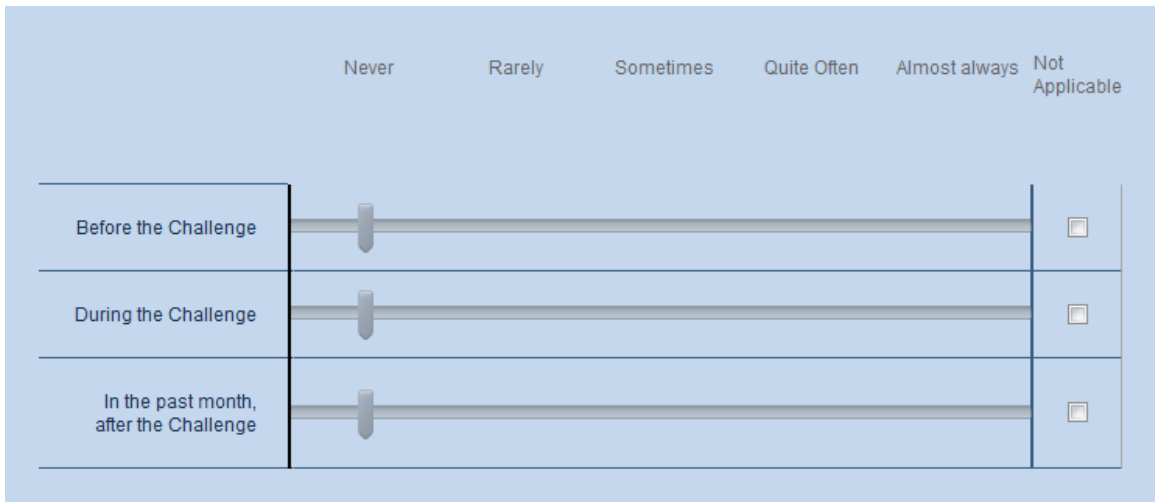 Never Rarely Sometimes Quite Often Almost always Not
Applicable
Before the Challenge
During the Challenge
In the past month,
after the Challenge